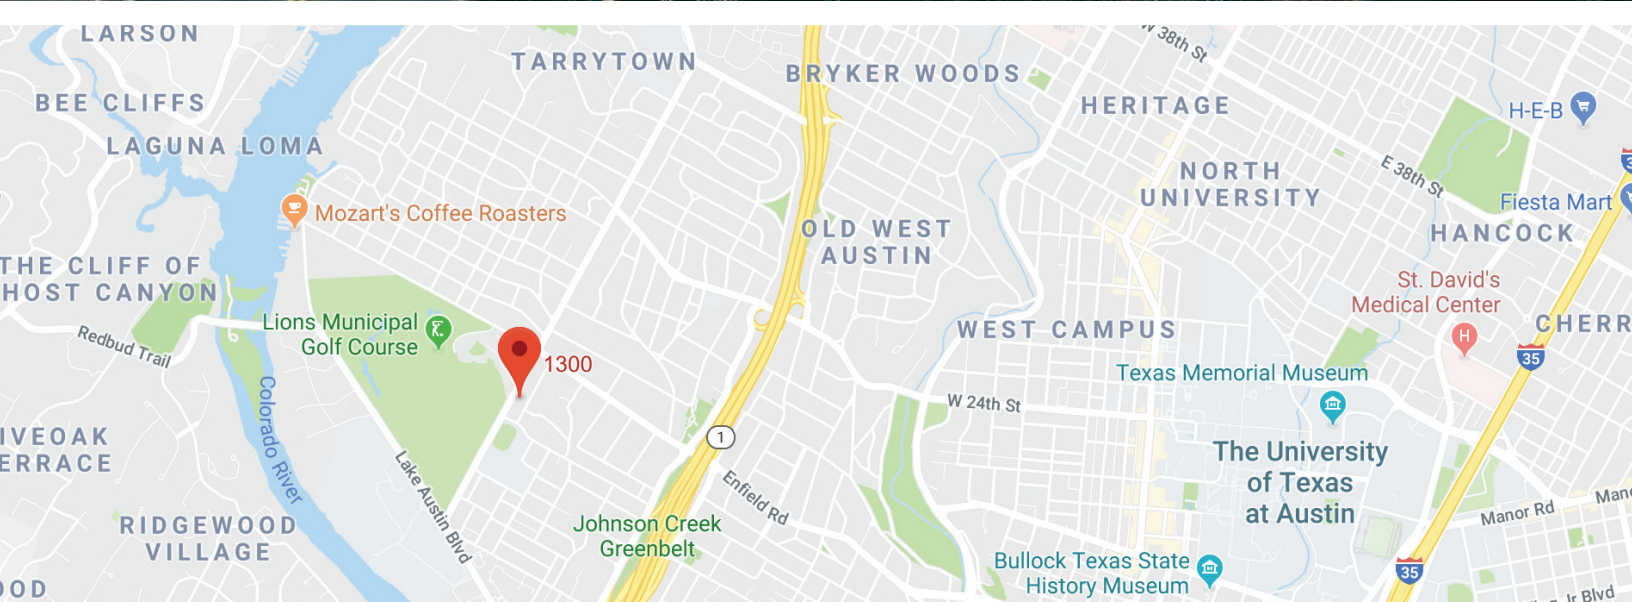 LARSON
TARRYTOWN
BRYKER WOODS
W 38th St
BEE CLIFFS
HERITAGE
H-E-B
LAGUNA LOMA
NORTH
UNIVERSITY
E 38th St
Fiesta Mart
Mozart's Coffee Roasters
OLD WEST
AUSTIN
HANCOCK
THE CLIFF OF
HOST CANYON
St. David's
Medical Center
H
CHERR
Redbud Trail
Lions Municipal
Golf Course
1300
WEST CAMPUS
35
Texas Memorial Museum
W 24th St
Colorado River
IVEOAK
ERRACE
1
The University
of Texas
at Austin
Lake Austin Blvd
Enfield Rd
Manor Rd
Mano
RIDGEWOOD
VILLAGE
Johnson Creek
Greenbelt
Bullock Texas State
History Museum
35
OOD
Jr Blvd